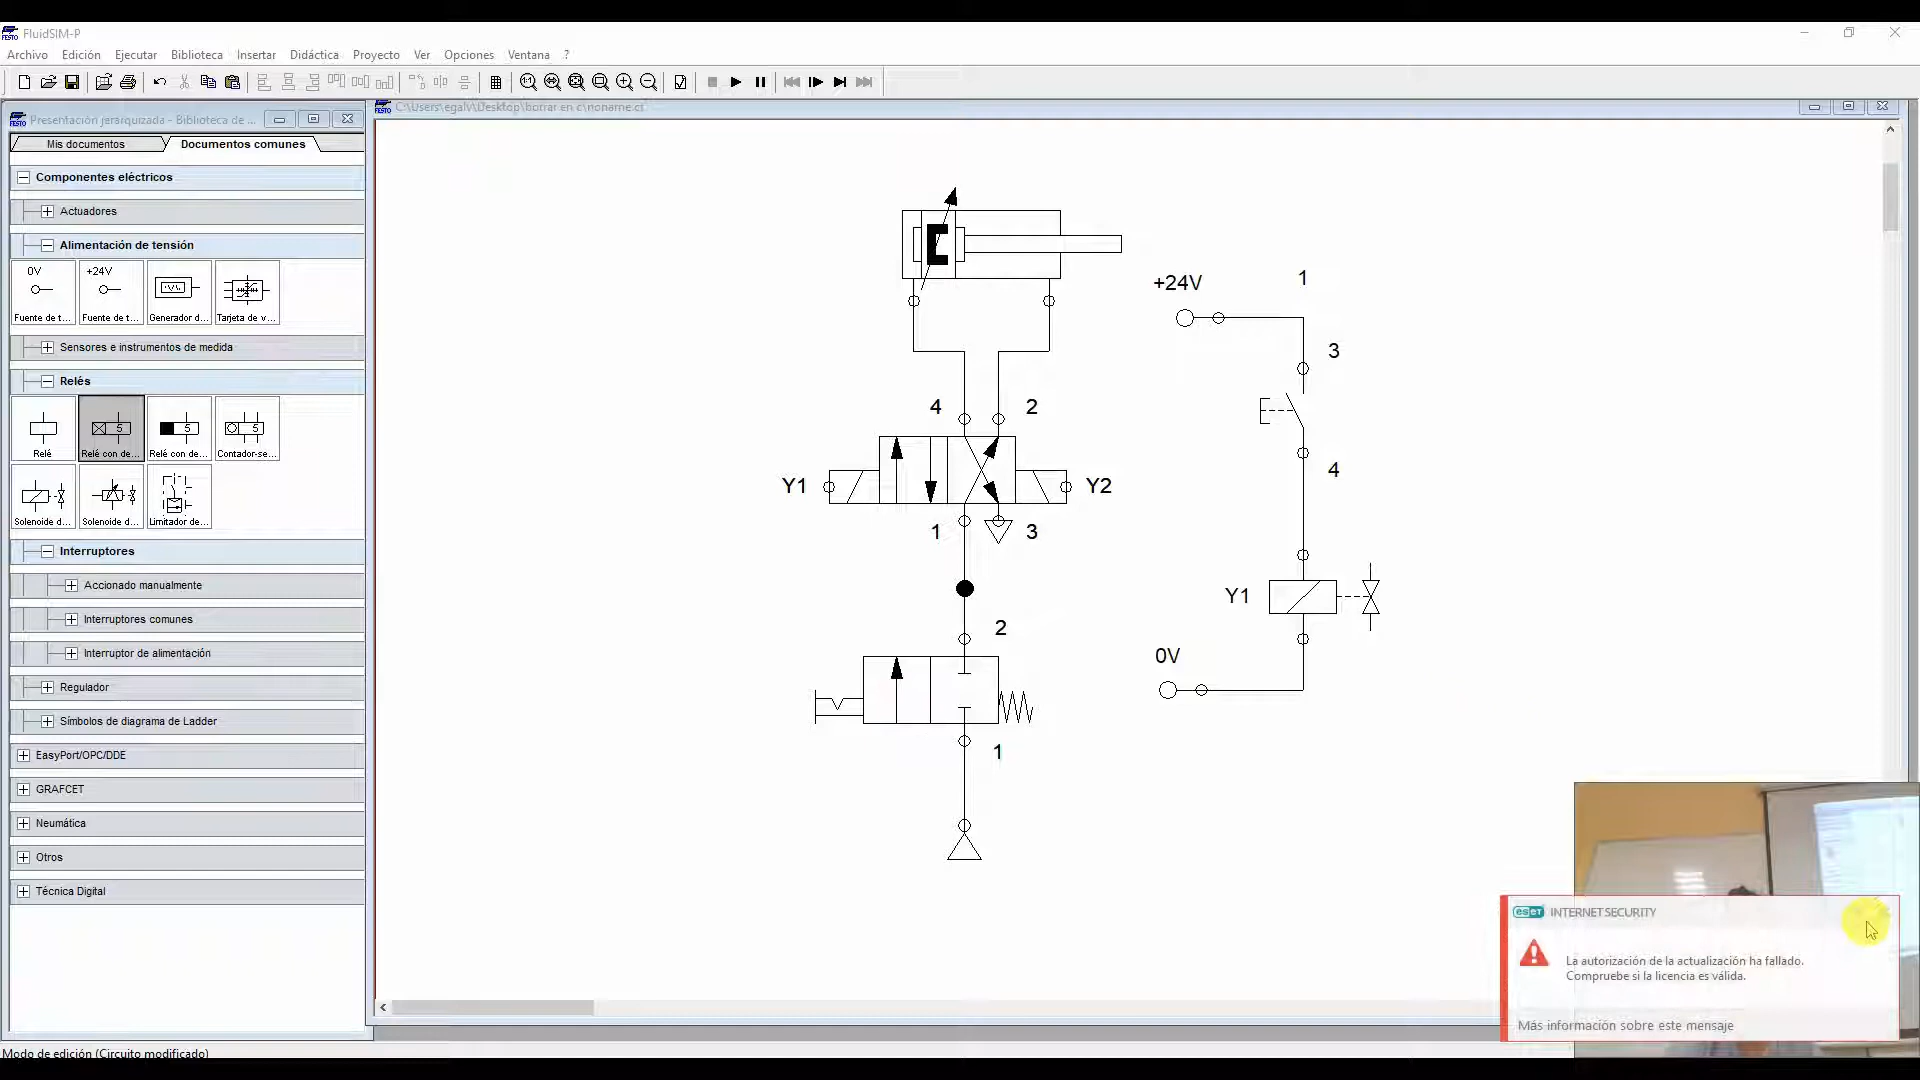 FluidSIM-P
Archivo Edición Ejecutar Biblioteca Insertar Didáctica Proyecto Ver Opciones Ventana ?
C:\Users\egalv\Desktop\borrar en c\noname.ct
FESTO Presentación jerarquizada - Biblioteca de ...
Mis documentos Documentos comunes
Componentes eléctricos
Actuadores
Alimentación de tensión
0V +24V
Fuente de t... Fuente de t... Generador d... Tarjeta de v...
Sensores e instrumentos de medida
Relés
5 5 5
Relé Relé con de... Relé con de... Contador-se...
Solenoide d... Solenoide d... Limitador de...
Interruptores
Accionado manualmente
Interruptores comunes
Interruptor de alimentación
Regulador
Símbolos de diagrama de Ladder
EasyPort/OPC/DDE
GRAFCET
Neumática
Otros
Técnica Digital
4 2
Y1 Y2
1 3
2
1
+24V 1
3
4
Y1
0V
eset INTERNET SECURITY
La autorización de la actualización ha fallado.
Compruebe si la licencia es válida.
Más información sobre este mensaje
Modo de edición (Circuito modificado)